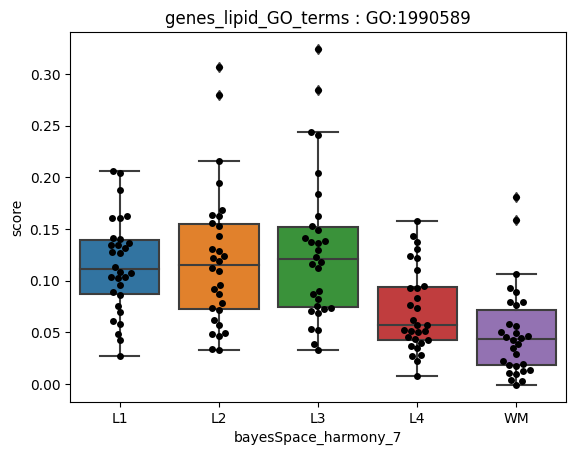 genes_lipid_GO_terms : GO:1990589
0.30
0.25
0.20
0.15
0.10
0.05
0.00
score
L1 L2 L3 L4 WM
bayesSpace_harmony_7